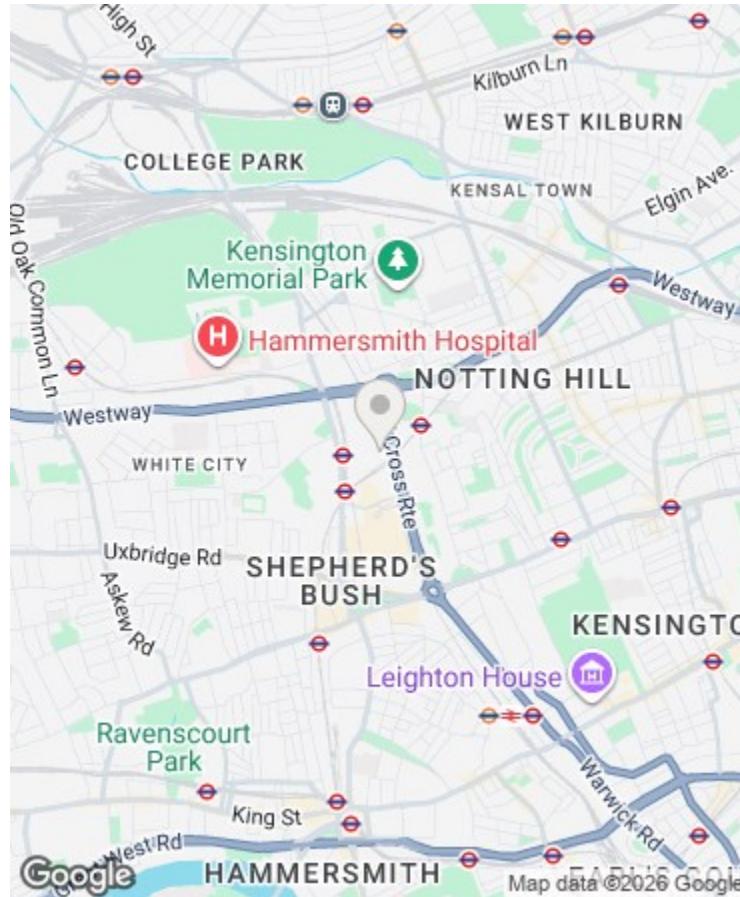 High St
Kilburn Ln
WEST KILBURN
COLLEGE PARK
KENSAL TOWN
Elgin Ave.
Old Oak Common Ln
Kensington
Memorial Park
Westway
H
Hammersmith Hospital
NOTTING HILL
Westway
Cross Rte
WHITE CITY
Uxbridge Rd
SHEPHERD'S
BUSH
Askew Rd
KENSINGTO
Leighton House
Ravenscourt
Park
Warwick Rd
King St
West Rd
HAMMERSMITH
Google
Map data ©2026 Google